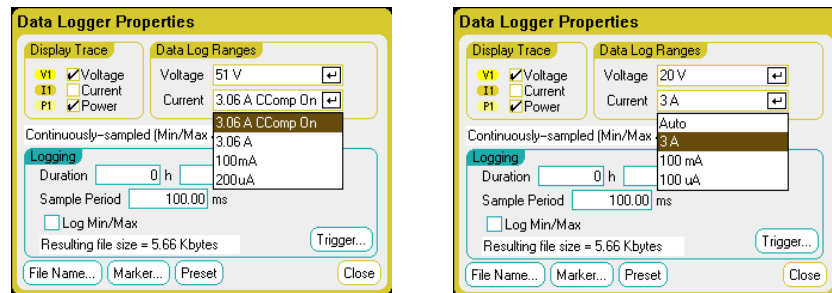 Data Logger Properties
Display Trace
V1 Voltage
I1 Current
P1 Power
Data Log Ranges
Voltage 51 V
Current 3.06 A CComp On
3.06 A CComp On
3.06 A
100mA
200uA
Continuously-sampled (Min/Max
Logging
Duration 0 h
Sample Period 100.00 ms
Log Min/Max
Resulting file size = 5.66 Kbytes
Trigger...
File Name... Marker... Preset Close
Data Logger Properties
Display Trace
V1 Voltage
I1 Current
P1 Power
Data Log Ranges
Voltage 20 V
Current 3 A
Auto
3 A
100 mA
100 uA
Continuously-sampled (Min/Max
Logging
Duration 0 h
Sample Period 100.00 ms
Log Min/Max
Resulting file size = 5.66 Kbytes
Trigger...
File Name... Marker... Preset Close